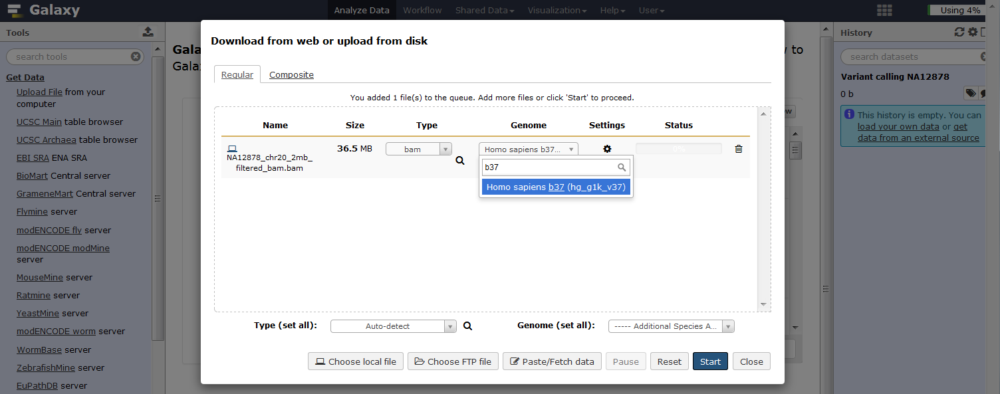 Galaxy
Analyze Data Workflow Shared Data Visualization Help User
Using 4%
Tools
search tools
Get Data
Upload File from your
computer
UCSC Main table browser
UCSC Archaea table browser
EBI SRA ENA SRA
BioMart Central server
GrameneMart Central server
Flymine server
modENCODE fly server
modENCODE modMine
server
MouseMine server
Ratmine server
YeastMine server
modENCODE worm server
WormBase server
ZebrafishMine server
EuPathDB server
Gala
Galax
to
Download from web or upload from disk
Regular Composite
You added 1 file(s) to the queue. Add more files or click 'Start' to proceed.
Name Size Type Genome Settings Status
NA12878_chr20_2mb_
filtered_bam.bam
36.5 MB
bam
Homo sapiens b37...
0%
b37
Homo sapiens b37 (hg_g1k_v37)
Type (set all): Auto-detect
Genome (set all): ----- Additional Species A...
Choose local file Choose FTP file Paste/Fetch data Pause Reset Start Close
History
search datasets
Variant calling NA12878
0 b
This history is empty. You can
load your own data or get
data from an external source